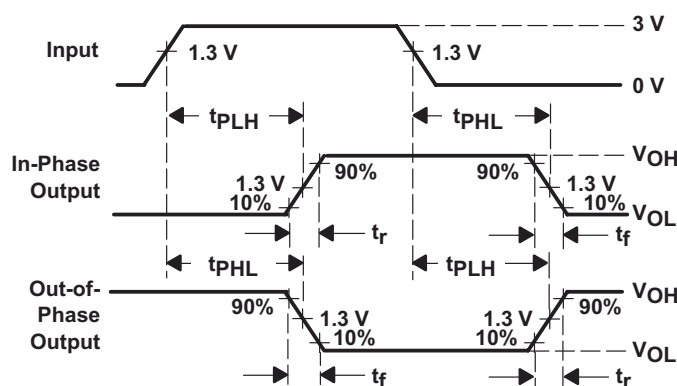 3 V
Input
1.3 V
1.3 V
0 V
tPLH
tPHL
In-Phase
Output
90%
90%
VOH
1.3 V
1.3 V
10%
10%
VOL
tr
tf
tPHL
tPLH
Out-of-
Phase
Output
90%
90%
VOH
1.3 V
1.3 V
10%
10%
VOL
tf
tr